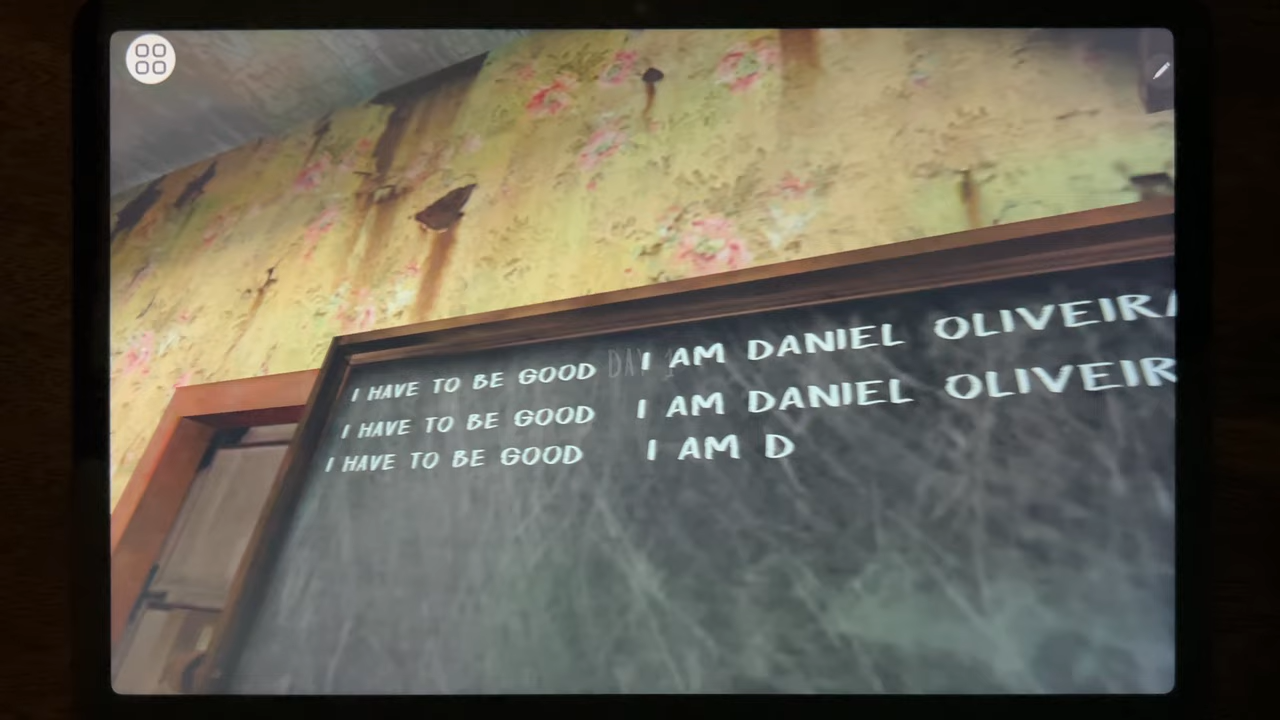 I HAVE TO BE GOOD
I HAVE TO BE GOOD
I HAVE TO BE GOOD
DAY
I AM DANIEL OLIVEIRA
I AM DANIEL OLIVEIR
I AM D